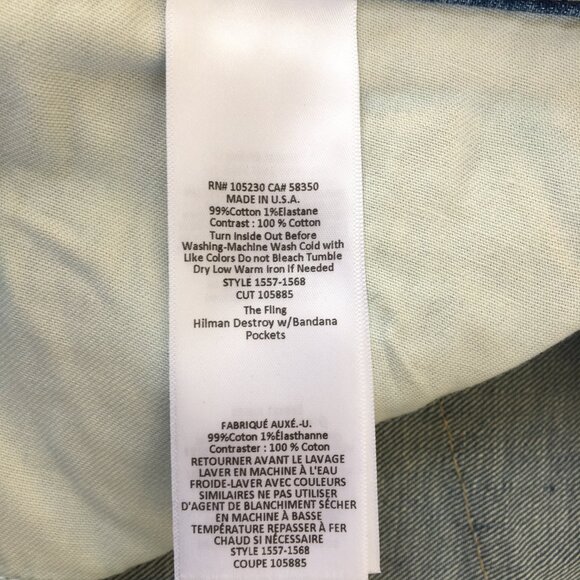 RN# 105230 CA# 58350
MADE IN U.S.A.
99%Cotton 1%Elastane
Contrast : 100 % Cotton
Turn Inside Out Before
Washing-Machine Wash Cold with
Like Colors Do not Bleach Tumble
Dry Low Warm Iron If Needed
STYLE 1557-1568
CUT 105885
The Fling
Hilman Destroy w/Bandana
Pockets
FABRIQUÉ AUXÉ.-U.
99%Coton 1%Élasthanne
Contraster : 100 % Coton
RETOURNER AVANT LE LAVAGE
LAVER EN MACHINE À L'EAU
FROIDE-LAVER AVEC COULEURS
SIMILAIRES NE PAS UTILISER
D'AGENT DE BLANCHIMENT SÉCHER
EN MACHINE À BASSE
TEMPÉRATURE REPASSER À FER
CHAUD SI NÉCESSAIRE
STYLE 1557-1568
COUPE 105885